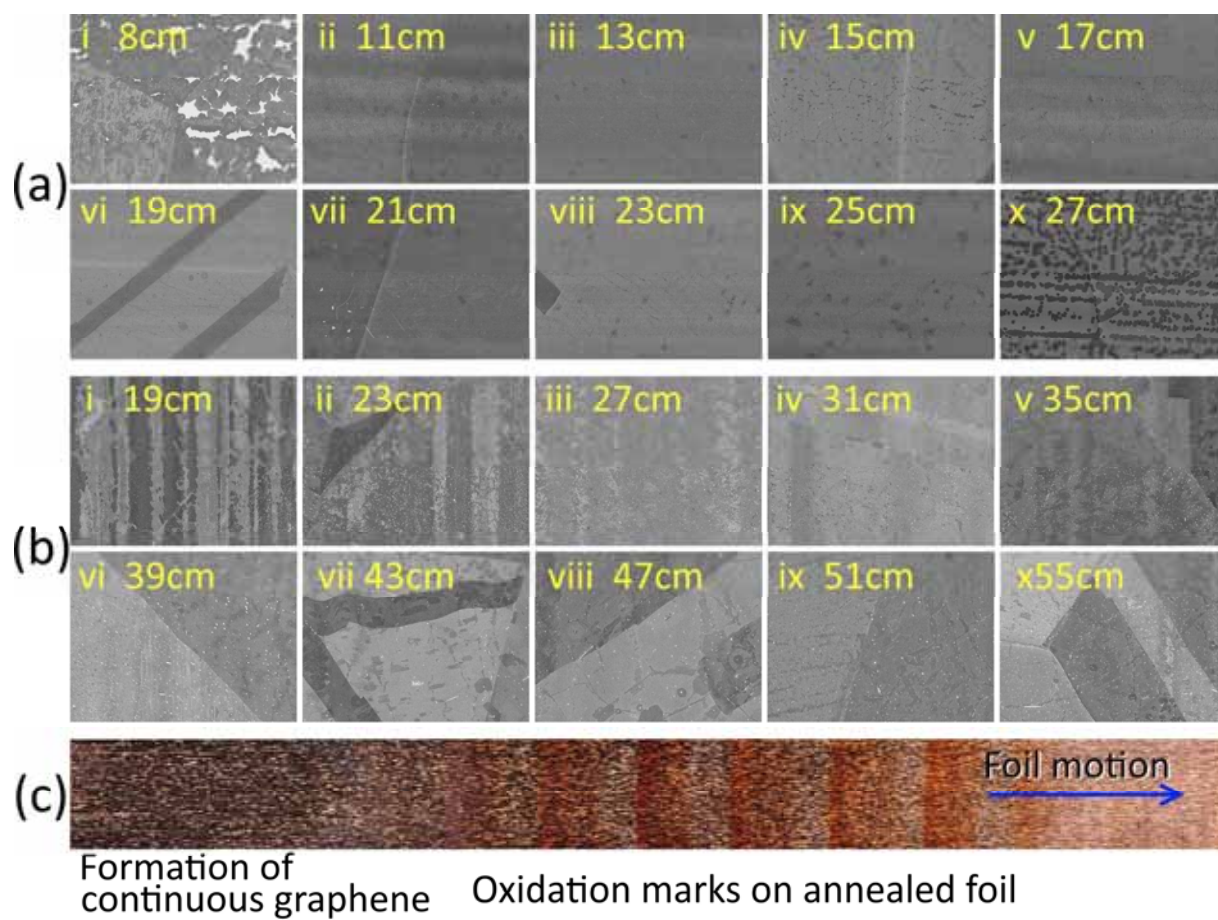 (a)
i 8cm
ii 11cm
iii 13cm
iv 15cm
v 17cm
vi 19cm
vii 21cm
viii 23cm
ix 25cm
x 27cm
(b)
i 19cm
ii 23cm
iii 27cm
iv 31cm
v 35cm
vi 39cm
vii 43cm
viii 47cm
ix 51cm
x55cm
(c)
Foil motion
Formation of
continuous graphene
Oxidation marks on annealed foil